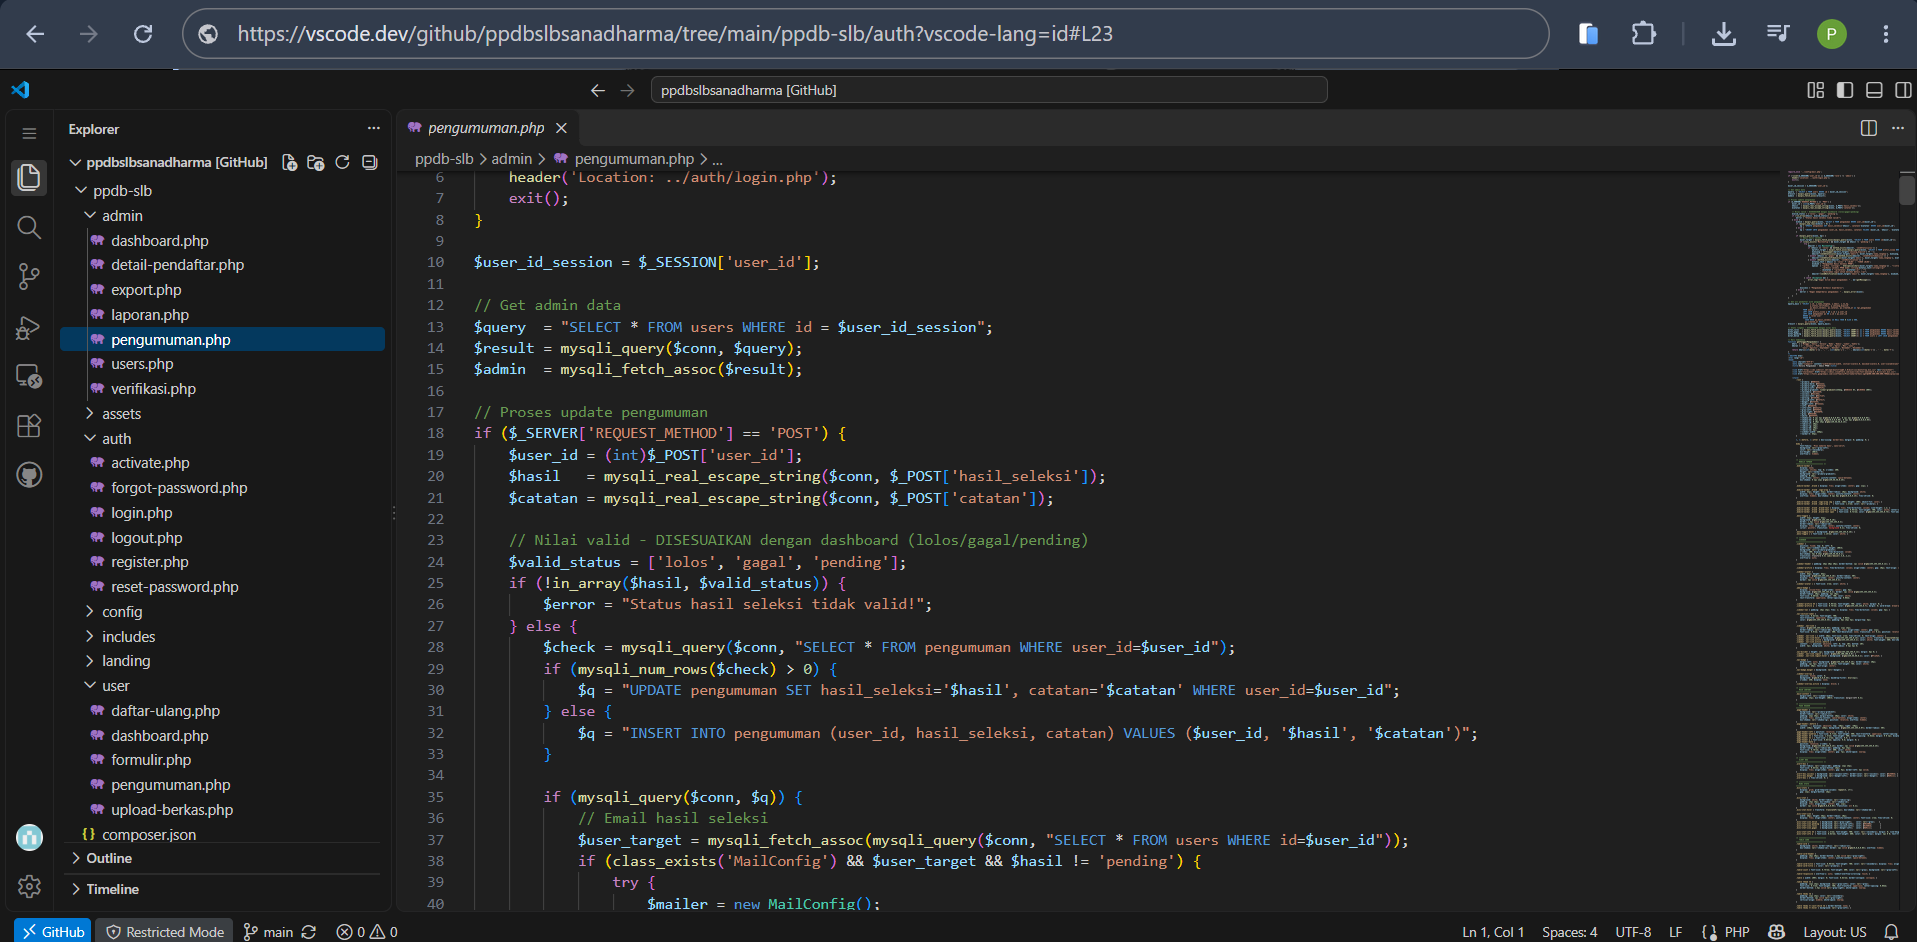 https://vscode.dev/github/ppdbslbsanadharma/tree/main/ppdb-slb/auth?vscode-lang=id#L23
P
ppdbslbsanadharma [GitHub]
Explorer
ppdbslbsanadharma [GitHub]
ppdb-slb
admin
dashboard.php
detail-pendaftar.php
export.php
laporan.php
pengumuman.php
users.php
verifikasi.php
assets
auth
activate.php
forgot-password.php
login.php
logout.php
register.php
reset-password.php
config
includes
landing
user
daftar-ulang.php
dashboard.php
formulir.php
pengumuman.php
upload-berkas.php
{} composer.json
Outline
Timeline
pengumuman.php
ppdb-slb > admin > pengumuman.php > ...
6 header('Location: ../auth/login.php');
7 exit();
8 }
9
10 $user_id_session = $_SESSION['user_id'];
11
12 // Get admin data
13 $query  = "SELECT * FROM users WHERE id = $user_id_session";
14 $result = mysqli_query($conn, $query);
15 $admin  = mysqli_fetch_assoc($result);
16
17 // Proses update pengumuman
18 if ($_SERVER['REQUEST_METHOD'] == 'POST') {
19 $user_id = (int)$_POST['user_id'];
20 $hasil   = mysqli_real_escape_string($conn, $_POST['hasil_seleksi']);
21 $catatan = mysqli_real_escape_string($conn, $_POST['catatan']);
22
23 // Nilai valid - DISESUAIKAN dengan dashboard (lolos/gagal/pending)
24 $valid_status = ['lolos', 'gagal', 'pending'];
25 if (!in_array($hasil, $valid_status)) {
26 $error = "Status hasil seleksi tidak valid!";
27 } else {
28 $check = mysqli_query($conn, "SELECT * FROM pengumuman WHERE user_id=$user_id");
29 if (mysqli_num_rows($check) > 0) {
30 $q = "UPDATE pengumuman SET hasil_seleksi='$hasil', catatan='$catatan' WHERE user_id=$user_id";
31 } else {
32 $q = "INSERT INTO pengumuman (user_id, hasil_seleksi, catatan) VALUES ($user_id, '$hasil', '$catatan')";
33 }
34
35 if (mysqli_query($conn, $q)) {
36 // Email hasil seleksi
37 $user_target = mysqli_fetch_assoc(mysqli_query($conn, "SELECT * FROM users WHERE id=$user_id"));
38 if (class_exists('MailConfig') && $user_target && $hasil != 'pending') {
39 try {
40 $mailer = new MailConfig();
GitHub
Restricted Mode
main
0
0
Ln 1, Col 1
Spaces: 4
UTF-8
LF
{} PHP
Layout: US